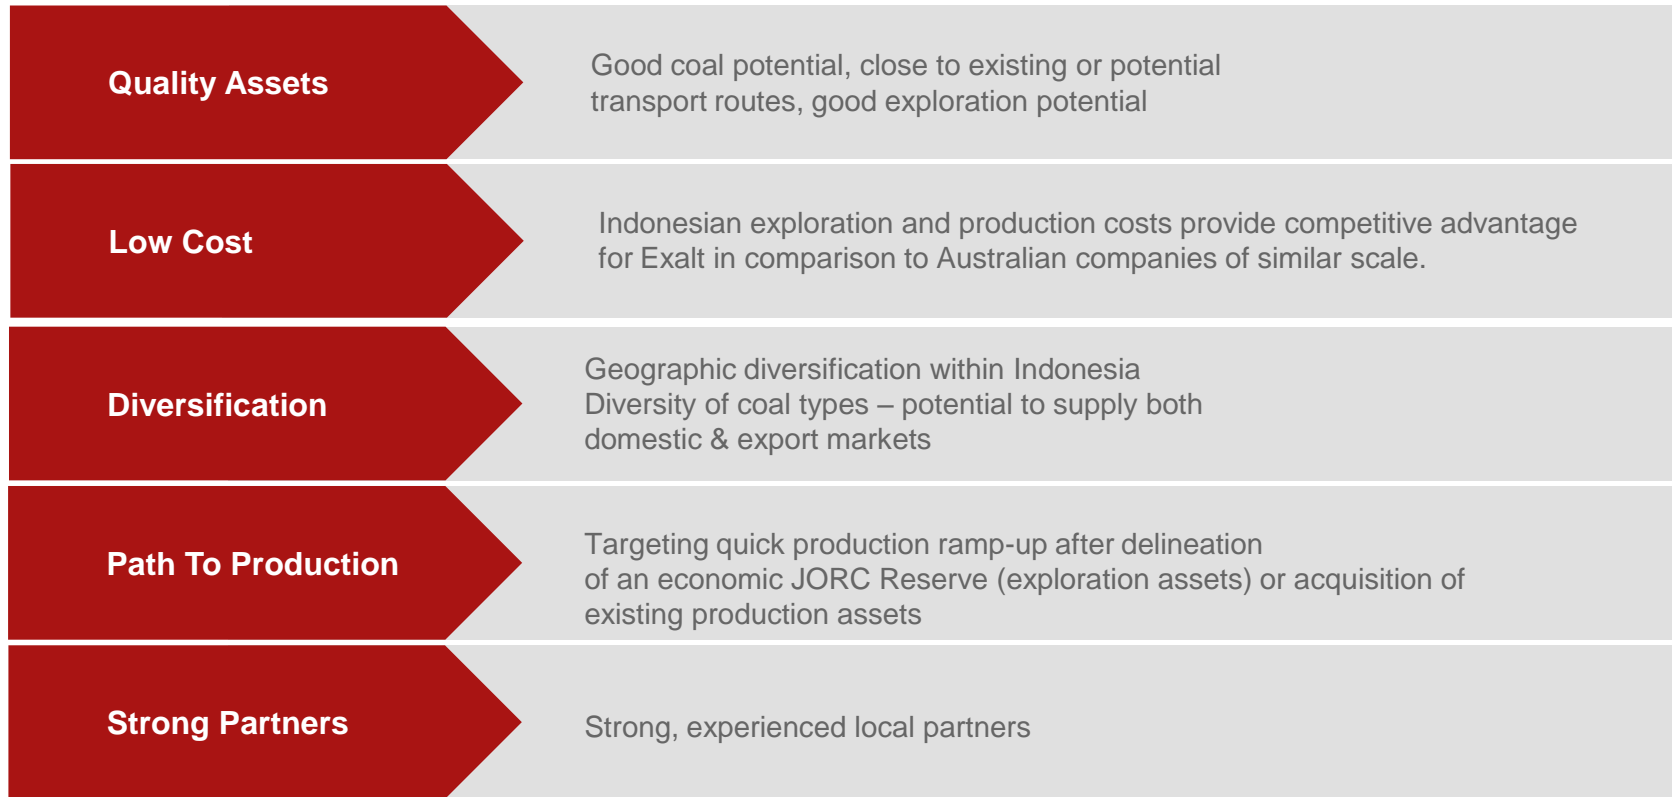 Quality Assets
Good coal potential, close to existing or potential
transport routes, good exploration potential
Low Cost
Indonesian exploration and production costs provide competitive advantage
for Exalt in comparison to Australian companies of similar scale.
Diversification
Geographic diversification within Indonesia
Diversity of coal types – potential to supply both
domestic & export markets
Path To Production
Targeting quick production ramp-up after delineation
of an economic JORC Reserve (exploration assets) or acquisition of
existing production assets
Strong Partners
Strong, experienced local partners